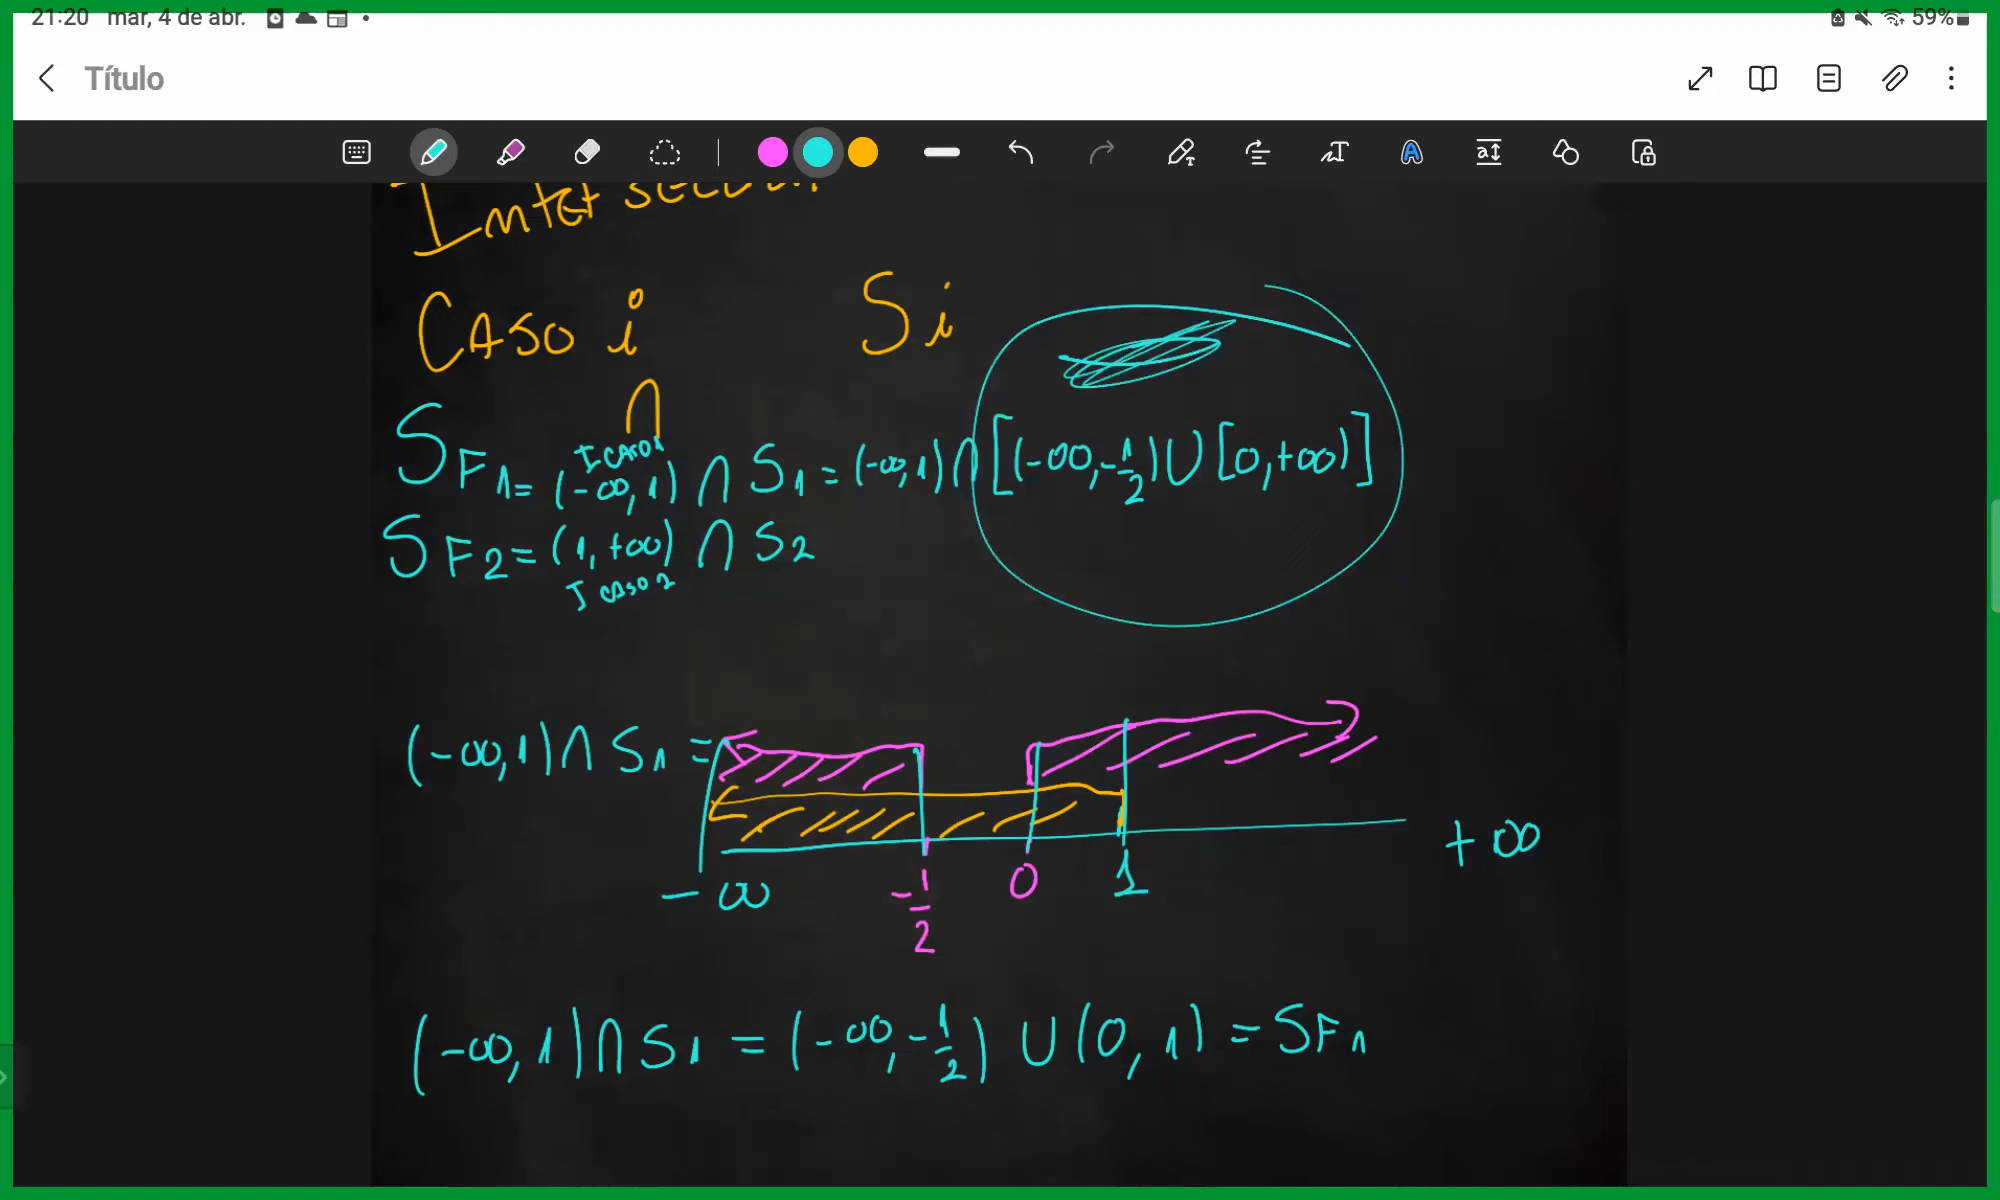 21:20 mar, 4 de abr. 59%
Título
Intersección
CASO i Si
∩
I CASO 1
SF1= (-∞, 1) ∩ S1 = (-∞, 1) ∩ [(-∞, -1/2) ∪ [0, +∞)]
SF2= (1, +∞) ∩ S2
I CASO 2
(-∞, 1) ∩ S1 =
-∞ -1/2 0 1 +∞
(-∞, 1) ∩ S1 = (-∞, -1/2) ∪ (0, 1) = SF1